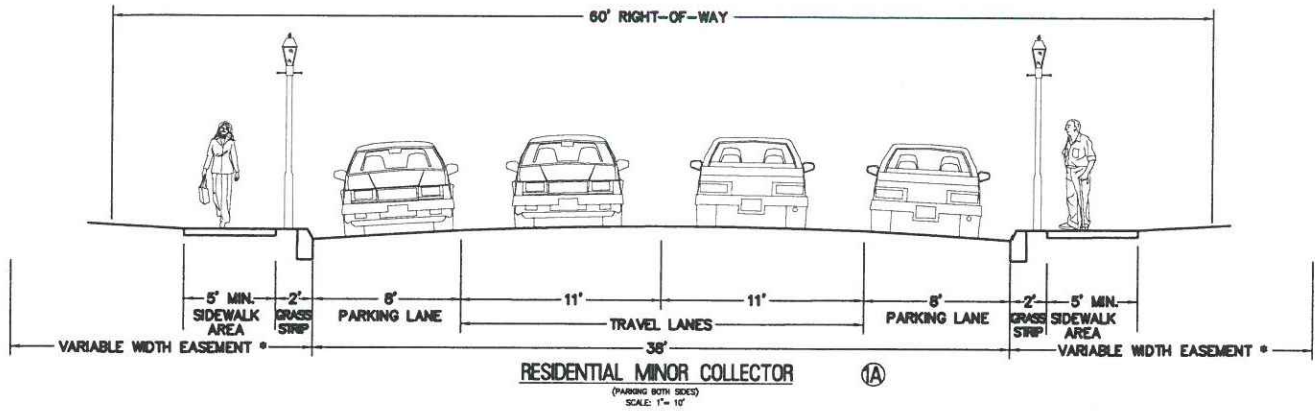 60' RIGHT-OF-WAY
5' MIN. 2' 8' 11' 11' 8' 2' 5' MIN.
SIDEWALK AREA
GRASS STRIP
PARKING LANE
TRAVEL LANES
PARKING LANE
GRASS STRIP
SIDEWALK AREA
VARIABLE WIDTH EASEMENT * 38' VARIABLE WIDTH EASEMENT *
RESIDENTIAL MINOR COLLECTOR 1A
(PARKING BOTH SIDES)
SCALE: 1"= 10'